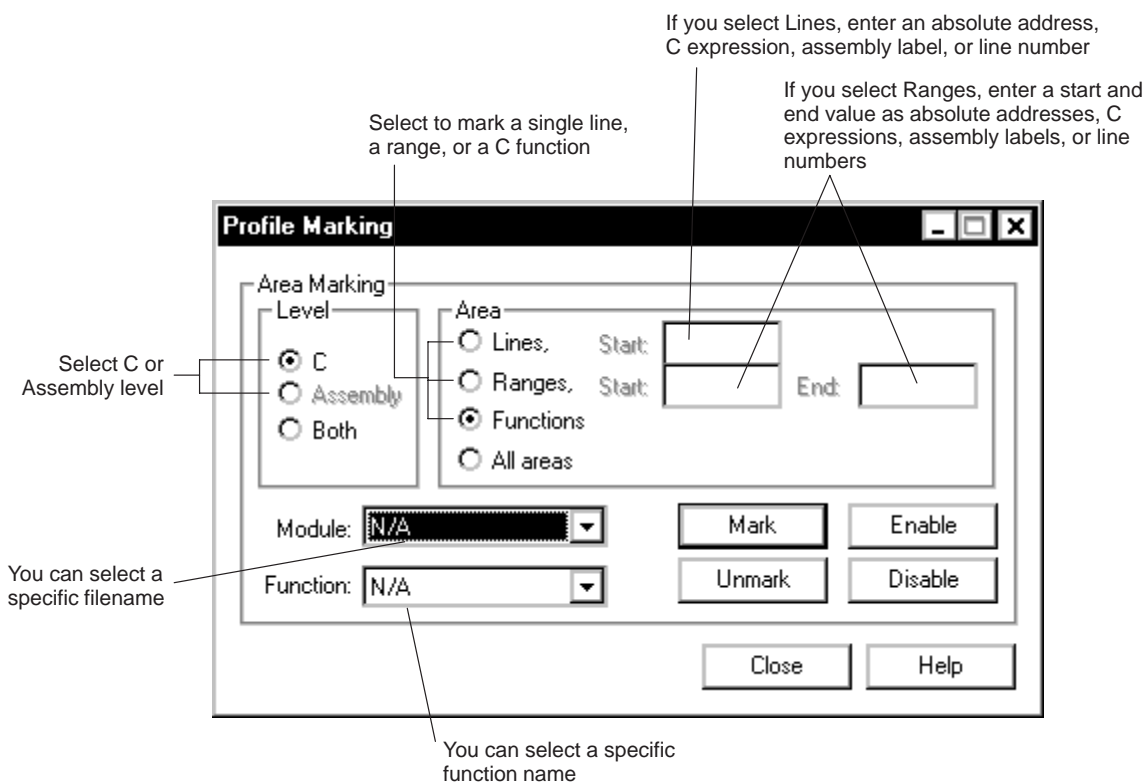 If you select Lines, enter an absolute address,
C expression, assembly label, or line number
If you select Ranges, enter a start and
end value as absolute addresses, C
expressions, assembly labels, or line
numbers
Select to mark a single line,
a range, or a C function
Profile Marking
Area Marking
Level
Area
Select C or
Assembly level
C
Assembly
Both
Lines, Start:
Ranges, Start: End:
Functions
All areas
Module: N/A
Mark Enable
You can select a
specific filename
Function: N/A
Unmark Disable
Close Help
You can select a specific
function name